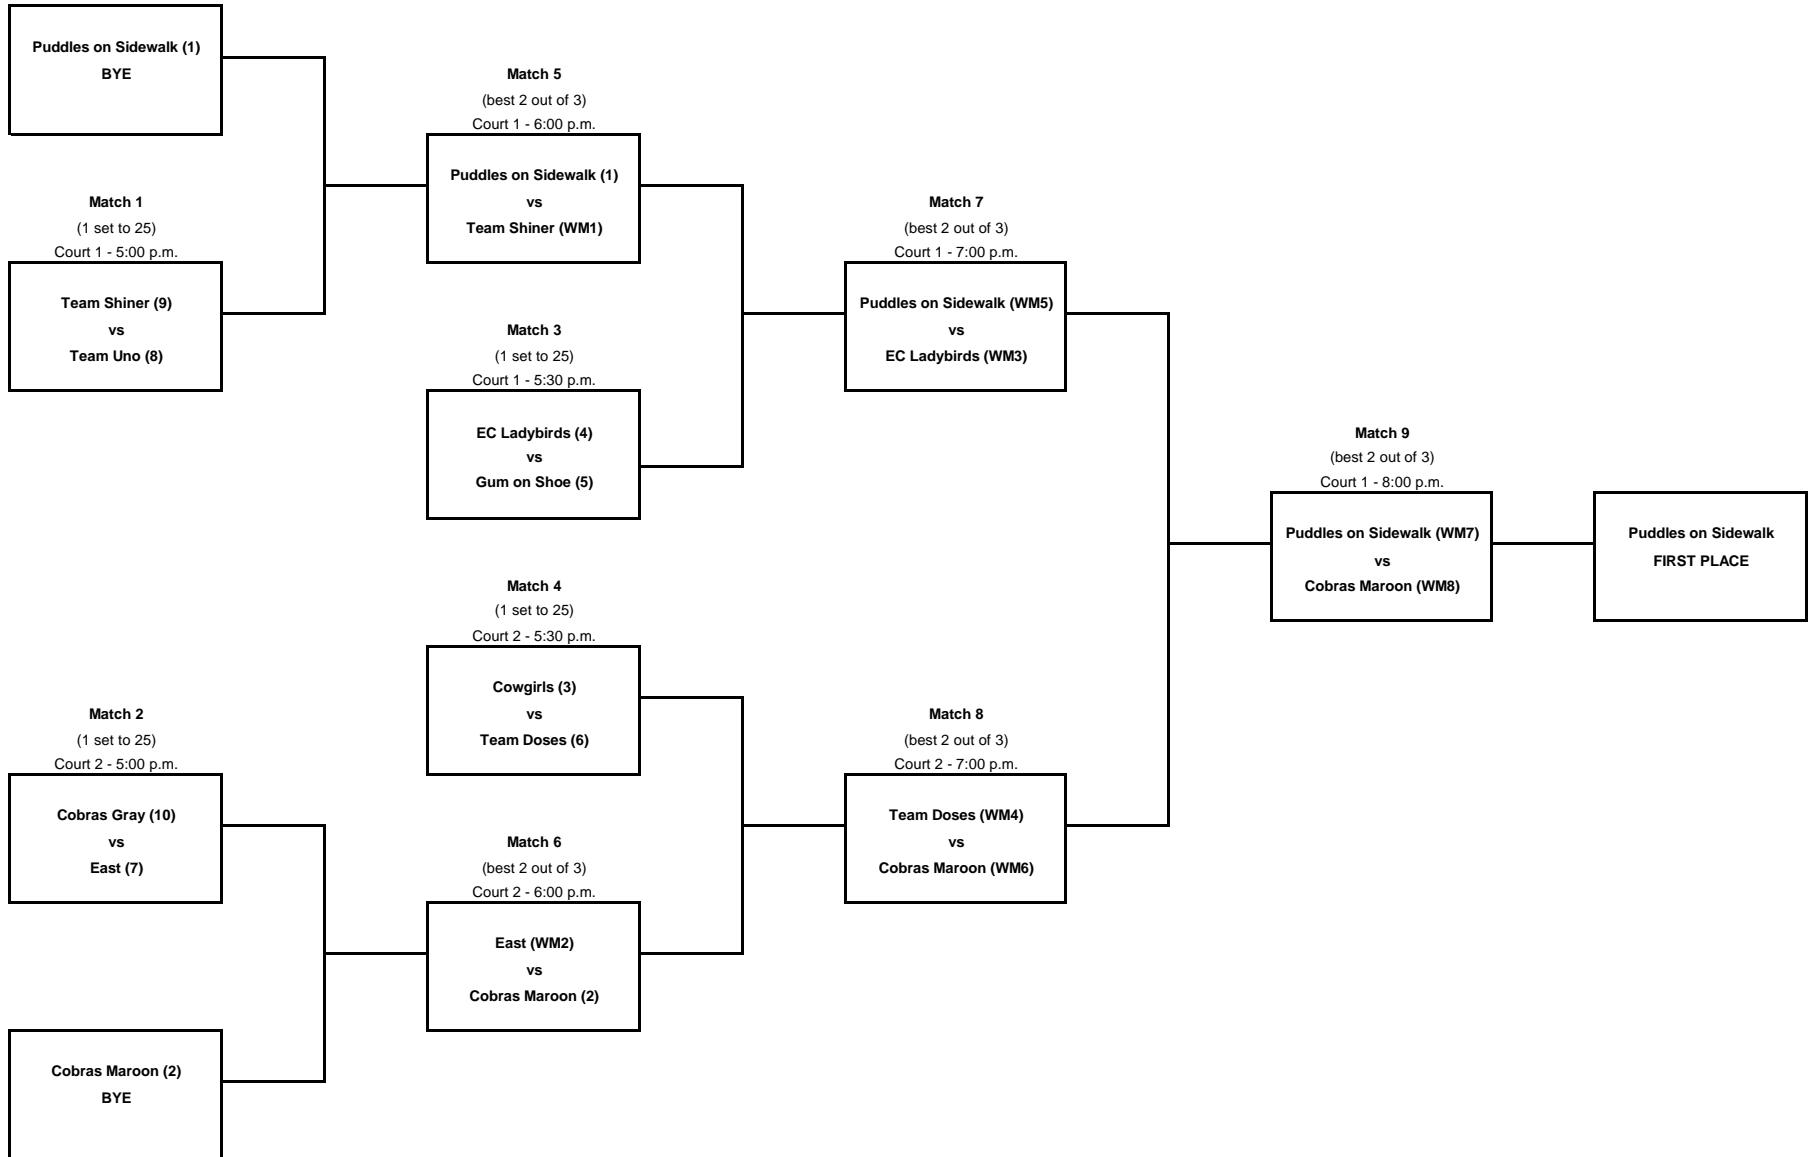 Puddles on Sidewalk (1)
BYE
Match 1
(1 set to 25)
Court 1 - 5:00 p.m.
Team Shiner (9)
vs
Team Uno (8)
Match 2
(1 set to 25)
Court 2 - 5:00 p.m.
Cobras Gray (10)
vs
East (7)
Cobras Maroon (2)
BYE
Match 5
(best 2 out of 3)
Court 1 - 6:00 p.m.
Puddles on Sidewalk (1)
vs
Team Shiner (WM1)
Match 3
(1 set to 25)
Court 1 - 5:30 p.m.
EC Ladybirds (4)
vs
Gum on Shoe (5)
Match 4
(1 set to 25)
Court 2 - 5:30 p.m.
Cowgirls (3)
vs
Team Doses (6)
Match 6
(best 2 out of 3)
Court 2 - 6:00 p.m.
East (WM2)
vs
Cobras Maroon (2)
Match 7
(best 2 out of 3)
Court 1 - 7:00 p.m.
Puddles on Sidewalk (WM5)
vs
EC Ladybirds (WM3)
Match 8
(best 2 out of 3)
Court 2 - 7:00 p.m.
Team Doses (WM4)
vs
Cobras Maroon (WM6)
Match 9
(best 2 out of 3)
Court 1 - 8:00 p.m.
Puddles on Sidewalk (WM7)
vs
Cobras Maroon (WM8)
Puddles on Sidewalk
FIRST PLACE